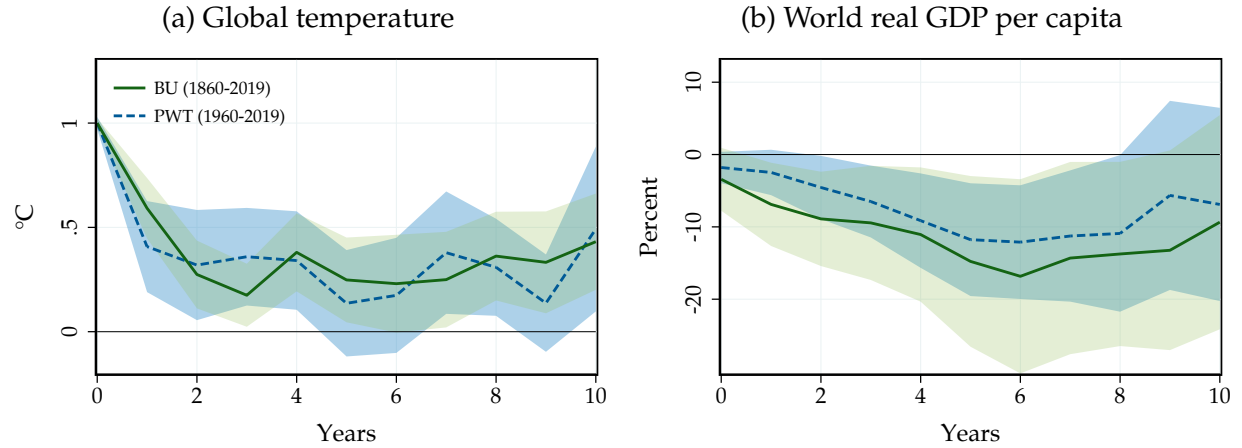 (a) Global temperature
°C
1
.5
0
BU (1860-2019)
PWT (1960-2019)
0 2 4 6 8 10
Years
(b) World real GDP per capita
Percent
10
0
-10
-20
0 2 4 6 8 10
Years